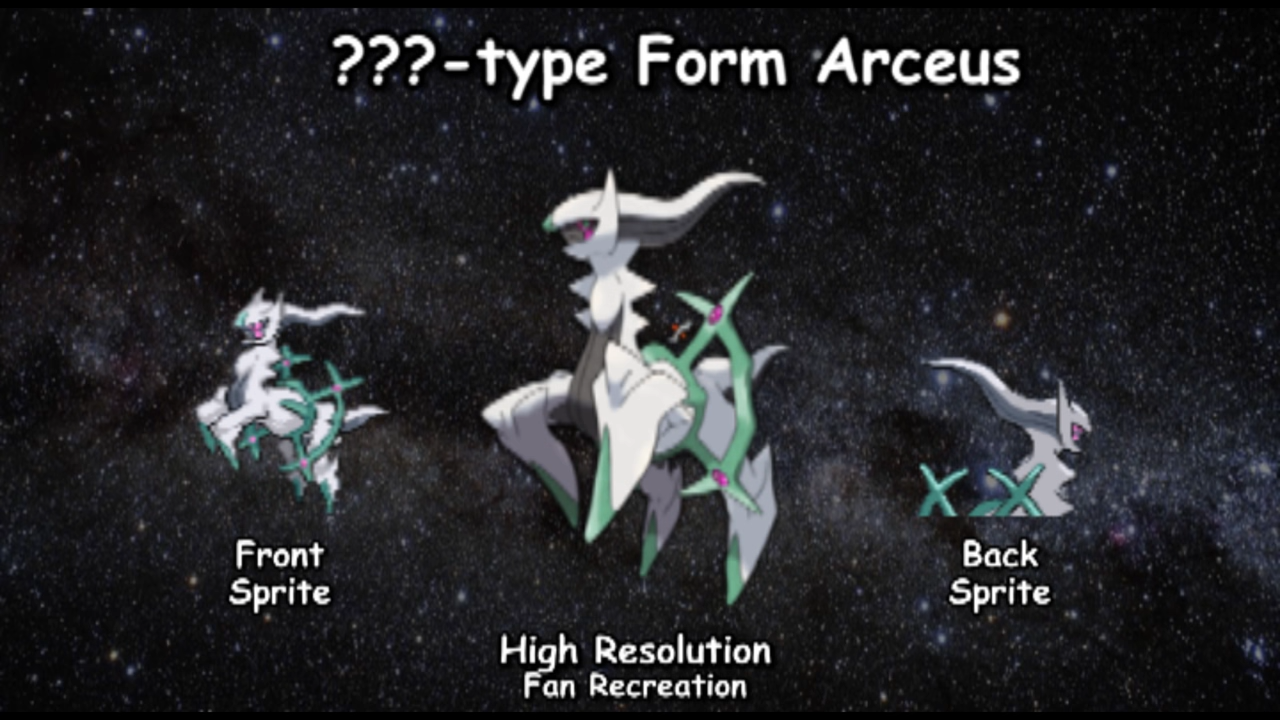 ???-type Form Arceus
Front
Sprite
Back
Sprite
High Resolution
Fan Recreation